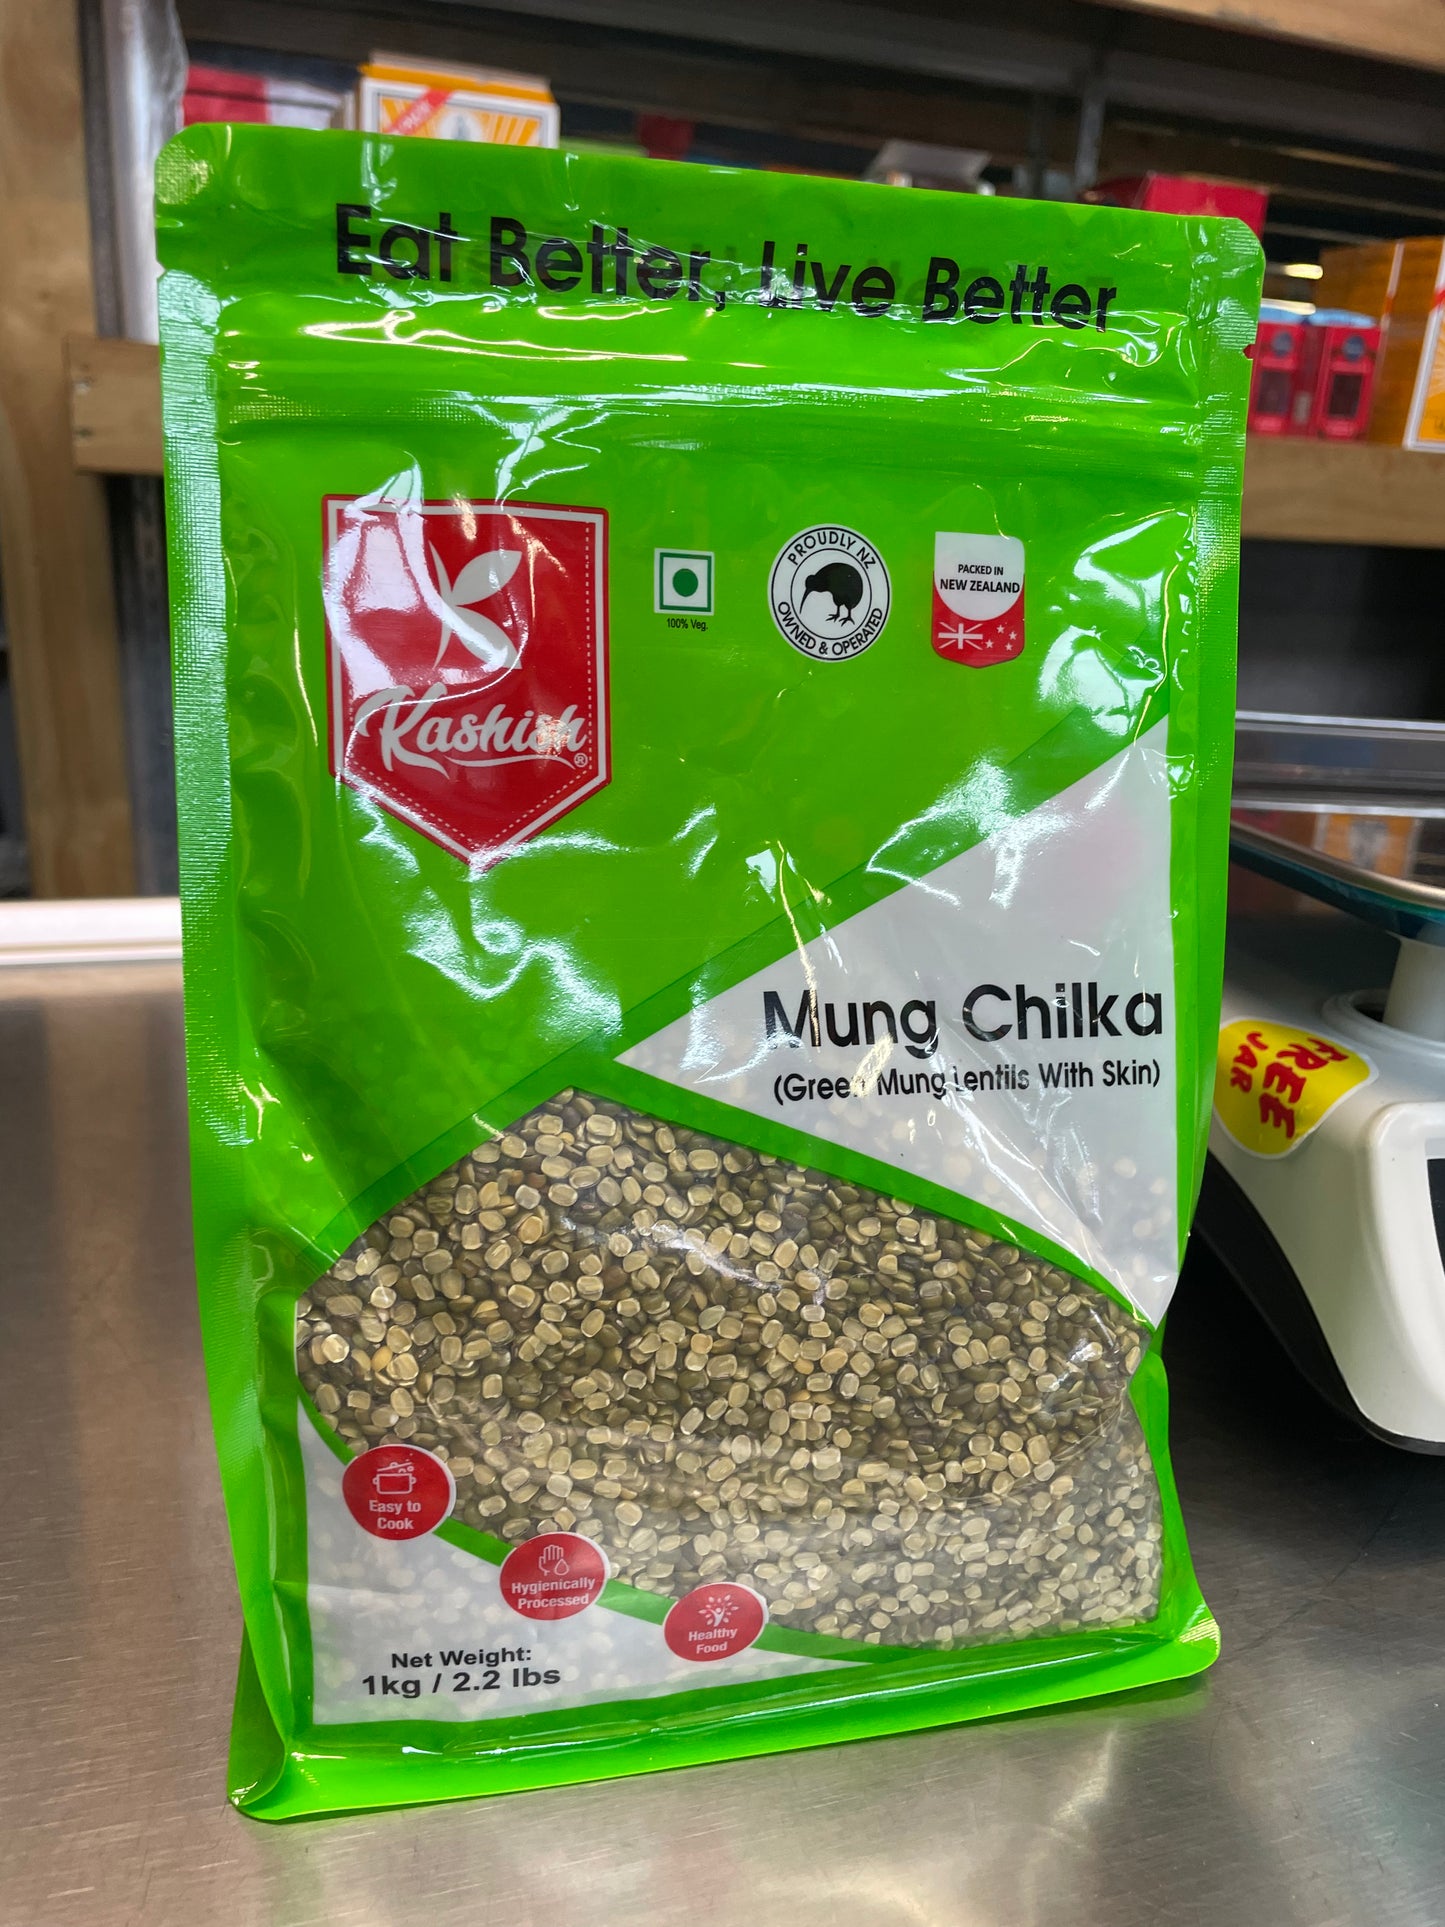 Eat Better, Live Better
Kashish®
100% Veg.
PROUDLY NZ
OWNED & OPERATED
PACKED IN
NEW ZEALAND
Mung Chilka
(Green Mung Lentils With Skin)
FREE
JAR
Easy to
Cook
Hygienically
Processed
Healthy
Food
Net Weight:
1kg / 2.2 lbs